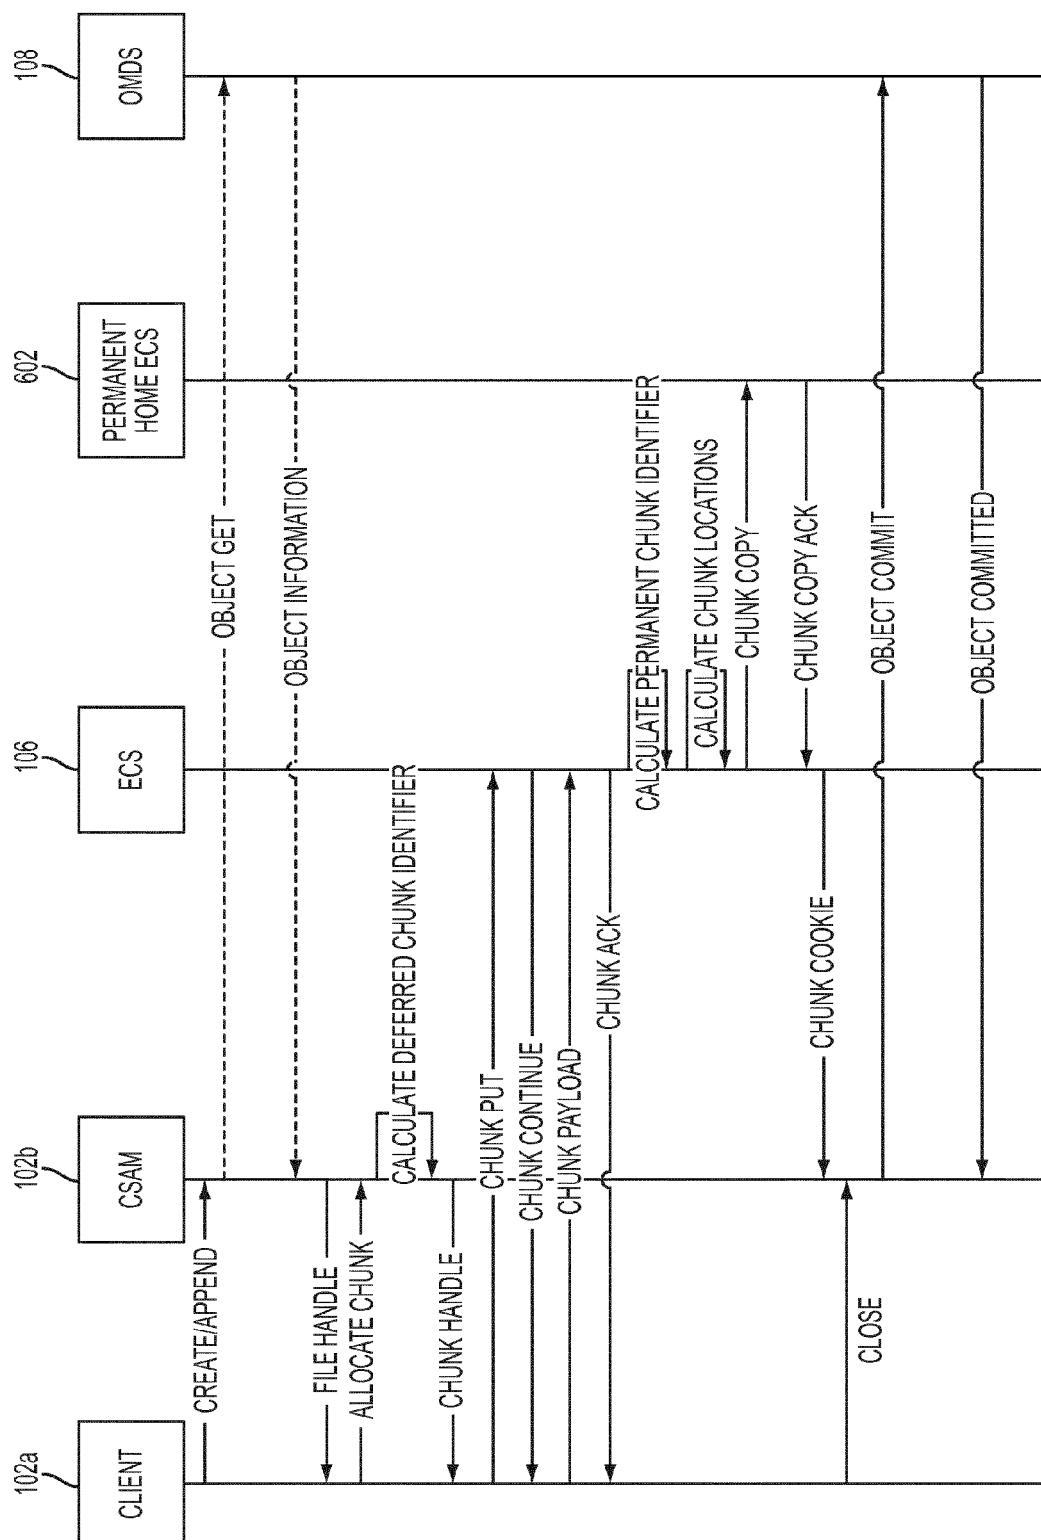 102a
CLIENT
102b
CSAM
106
ECS
602
PERMANENT
HOME ECS
108
OMDS
CREATE/APPEND
OBJECT GET
OBJECT INFORMATION
FILE HANDLE
ALLOCATE CHUNK
CALCULATE DEFERRED CHUNK IDENTIFIER
CHUNK HANDLE
CHUNK PUT
CHUNK CONTINUE
CHUNK PAYLOAD
CHUNK ACK
CALCULATE PERMANENT CHUNK IDENTIFIER
CALCULATE CHUNK LOCATIONS
CHUNK COPY
CHUNK COPY ACK
CHUNK COOKIE
CLOSE
OBJECT COMMIT
OBJECT COMMITTED